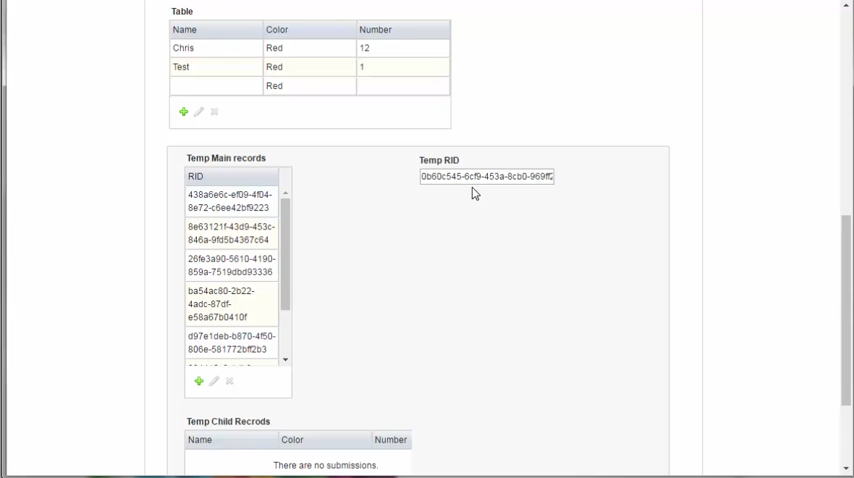 Table
Name Color Number
Chris Red 12
Test Red 1
Red
Temp Main records
RID
438a6e6c-ef09-4f04-
8e72-c6ee42bf9223
8e63121f-43d9-453c-
846a-9fd5b4367c64
26fe3a90-5610-4190-
859a-7519dbd93336
ba54ac80-2b22-
4adc-87df-
e58a67b0410f
d97e1deb-b870-4f50-
806e-581772bff2b3
Temp RID
0b60c545-6cf9-453a-8cb0-969ff2
Temp Child Recrods
Name Color Number
There are no submissions.